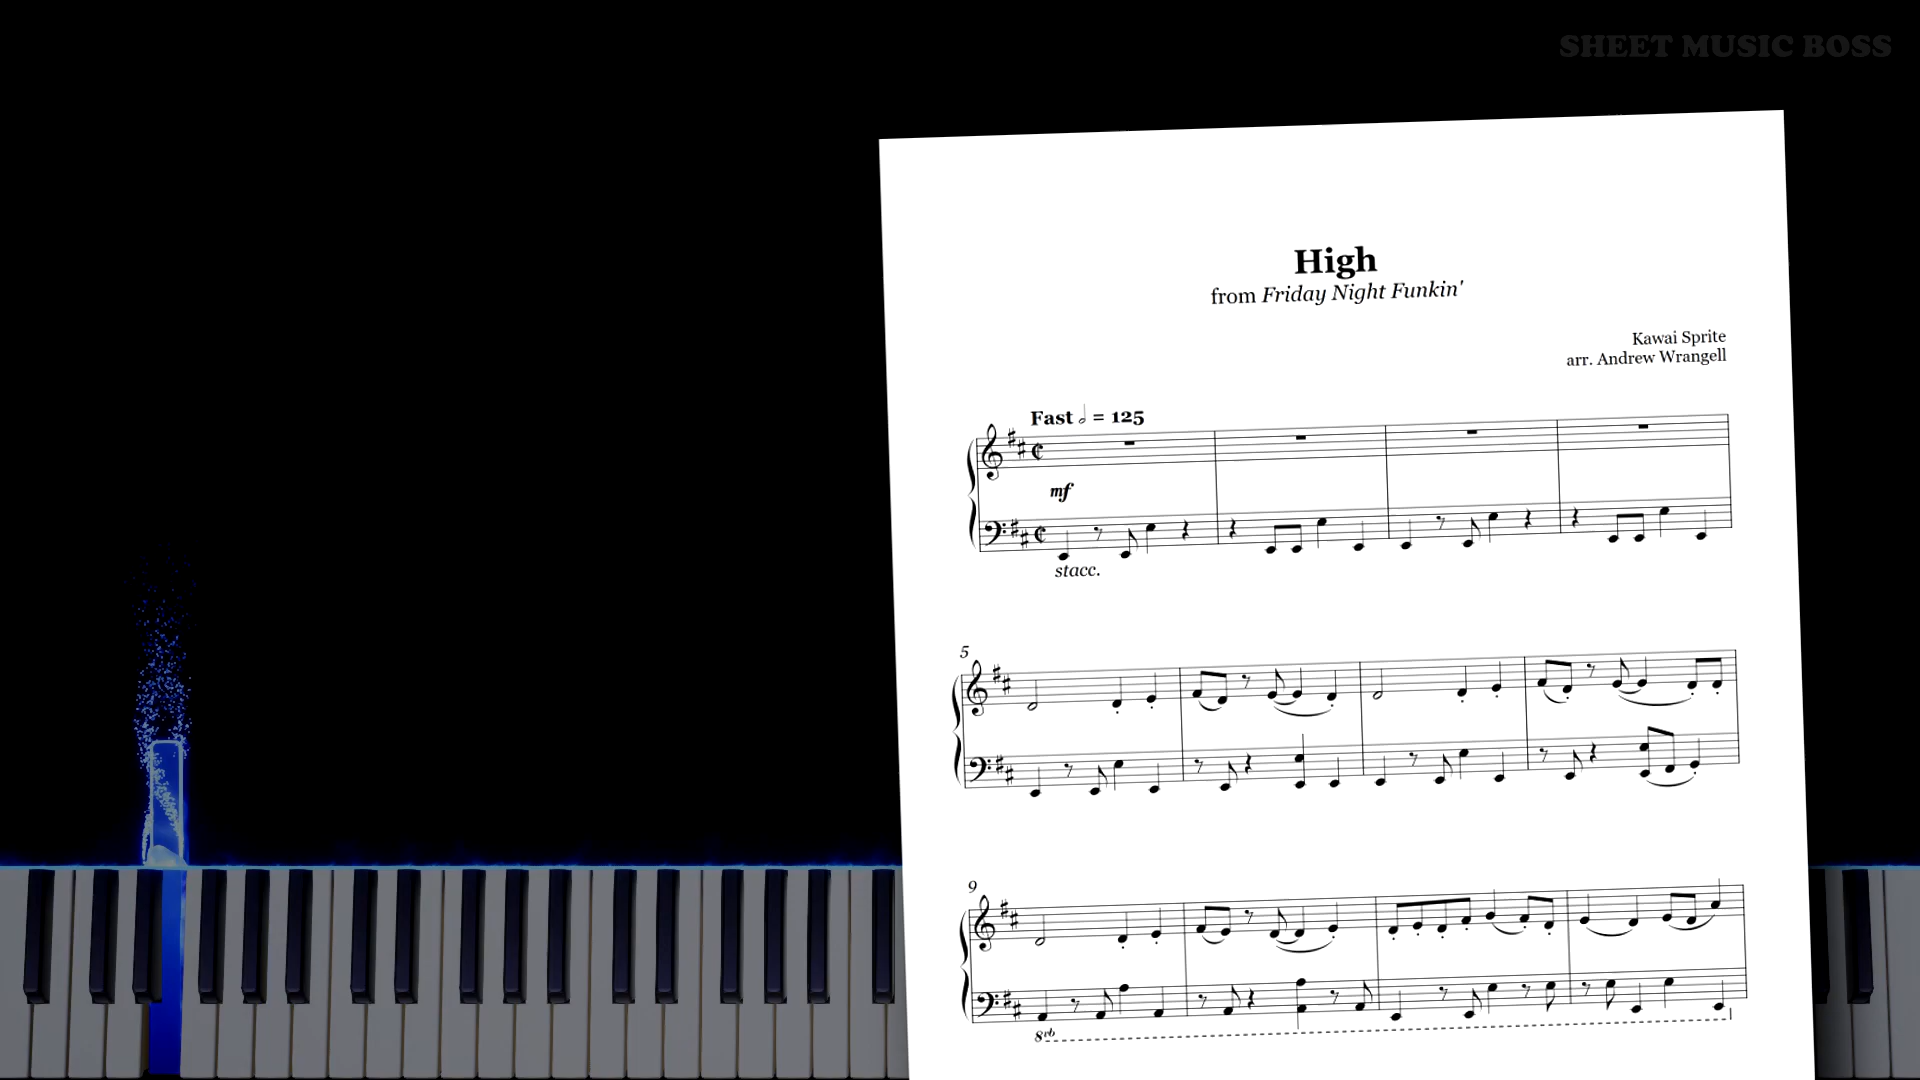 SHEET MUSIC BOSS
High
from Friday Night Funkin'
Kawai Sprite
arr. Andrew Wrangell
Fast 𝅗𝅥 = 125
mf
stacc.
5
9
8vb